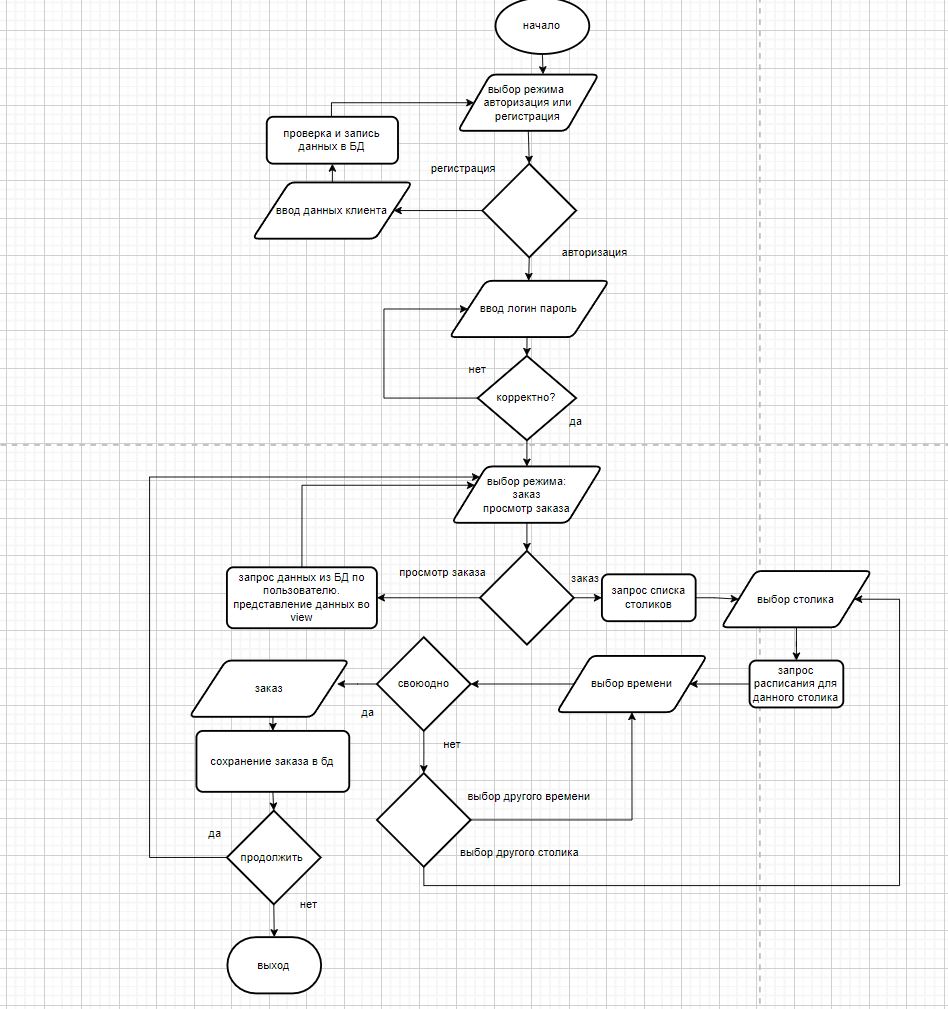 начало
выбор режима
авторизация или
регистрация
проверка и запись
данных в БД
регистрация
ввод данных клиента
авторизация
ввод логин пароль
нет
корректно?
да
выбор режима:
заказ
просмотр заказа
просмотр заказа
заказ
запрос данных из БД по
пользователю.
представление данных во
view
запрос списка
столиков
выбор столика
запрос
расписания для
данного столика
выбор времени
своюодно
заказ
да
нет
сохранение заказа в бд
выбор другого времени
да
выбор другого столика
продолжить
нет
выход